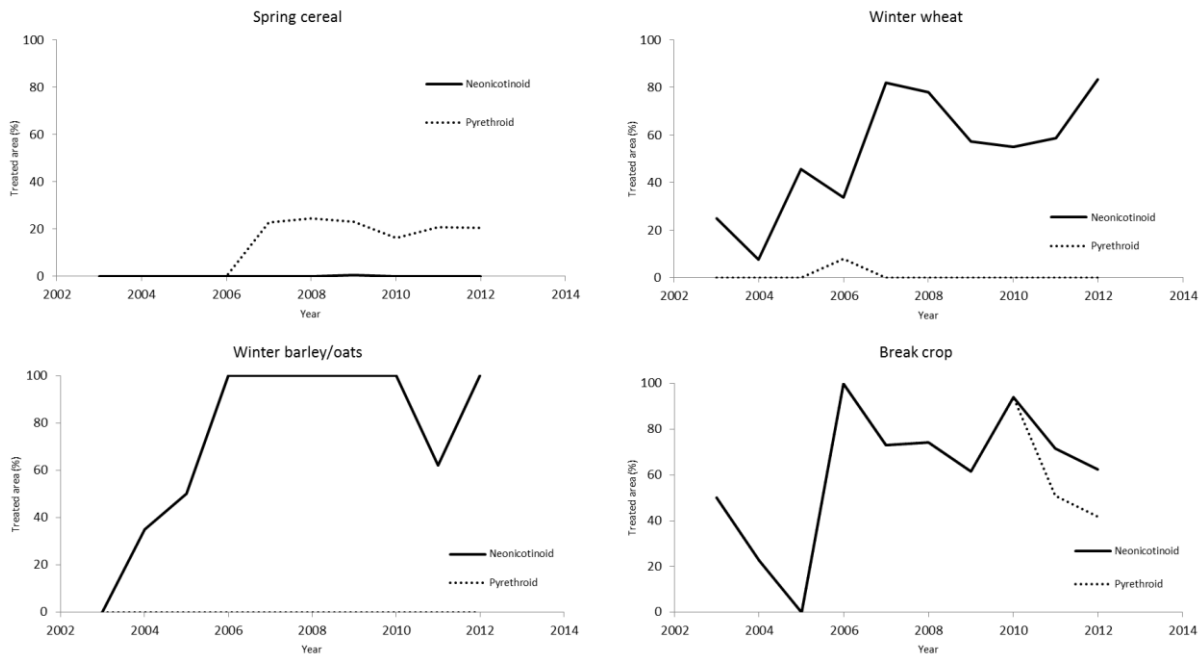 Spring cereal
100
80
60
40
20
0
Treated area (%)
2002 2004 2006 2008 2010 2012 2014
Year
Neonicotinoid
Pyrethroid
Winter wheat
100
80
60
40
20
0
Treated area (%)
2002 2004 2006 2008 2010 2012 2014
Year
Neonicotinoid
Pyrethroid
Winter barley/oats
100
80
60
40
20
0
Treated area (%)
2002 2004 2006 2008 2010 2012 2014
Year
Neonicotinoid
Pyrethroid
Break crop
100
80
60
40
20
0
Treated area (%)
2002 2004 2006 2008 2010 2012 2014
Year
Neonicotinoid
Pyrethroid